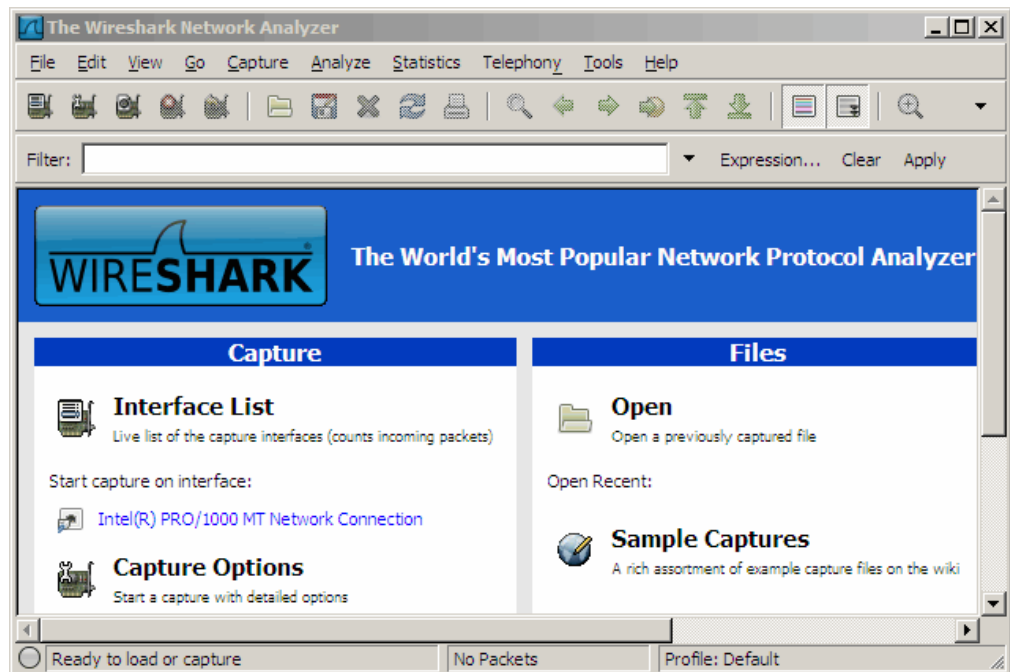 The Wireshark Network Analyzer
File Edit View Go Capture Analyze Statistics Telephony Tools Help
Filter: Expression... Clear Apply
WIRESHARK The World's Most Popular Network Protocol Analyzer
Capture
Interface List
Live list of the capture interfaces (counts incoming packets)
Start capture on interface:
Intel(R) PRO/1000 MT Network Connection
Capture Options
Start a capture with detailed options
Files
Open
Open a previously captured file
Open Recent:
Sample Captures
A rich assortment of example capture files on the wiki
Ready to load or capture No Packets Profile: Default